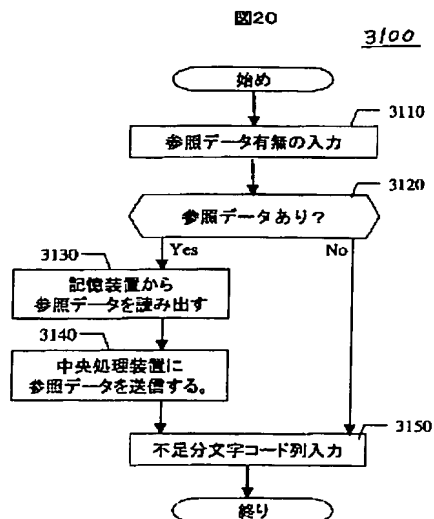 図20
3100
始め
3110
参照データ有無の入力
3120
参照データあり?
Yes
No
3130
記憶装置から
参照データを読み出す
3140
中央処理装置に
参照データを送信する。
3150
不足分文字コード列入力
終り